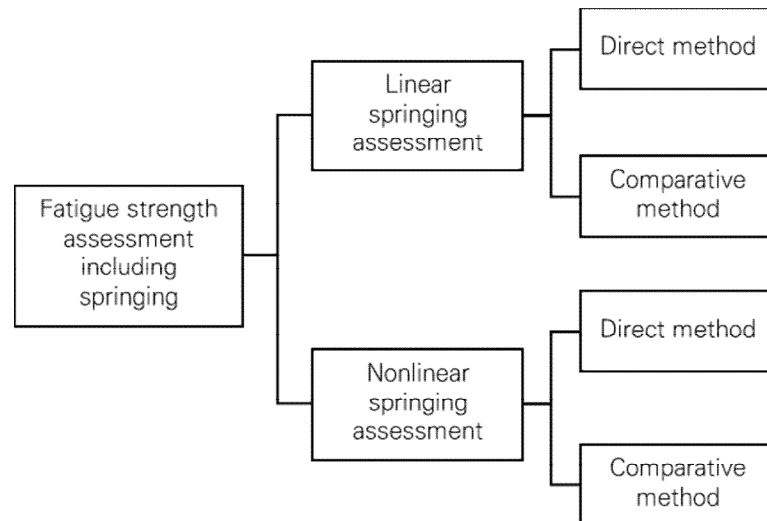 Fatigue strength
assessment
including
springing
Linear
springing
assessment
Direct method
Comparative
method
Nonlinear
springing
assessment
Direct method
Comparative
method